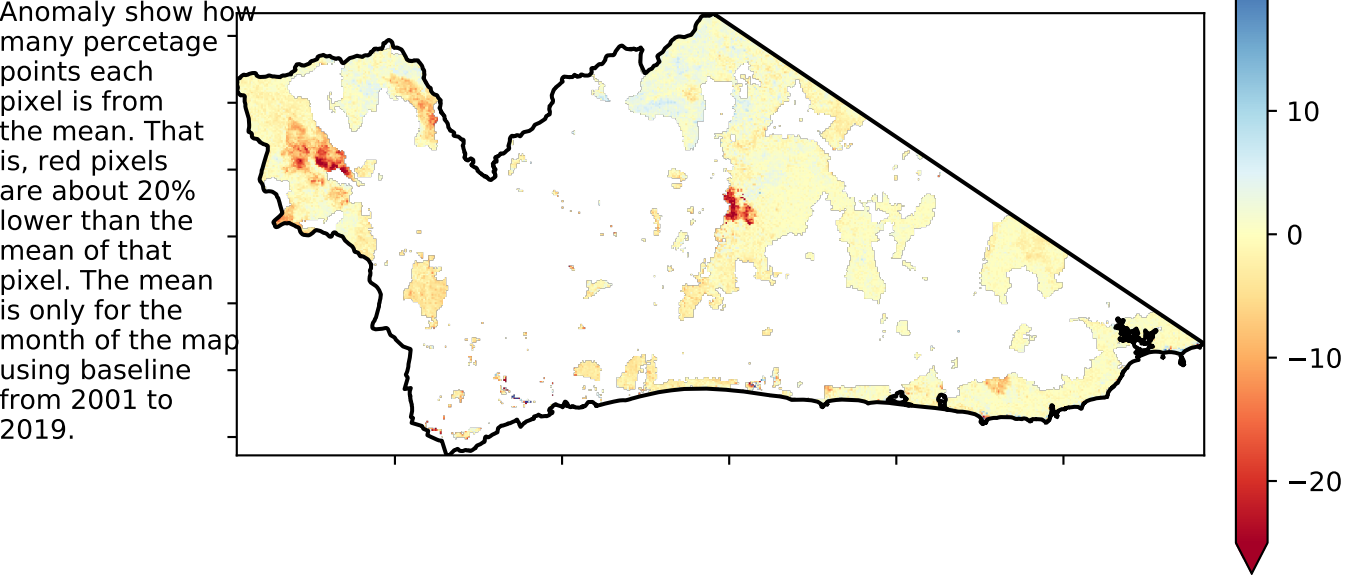 Anomaly show how
many percetage
points each
pixel is from
the mean. That
is, red pixels
are about 20%
lower than the
mean of that
pixel. The mean
is only for the
month of the map
using baseline
from 2001 to
2019.
10
0
−10
−20